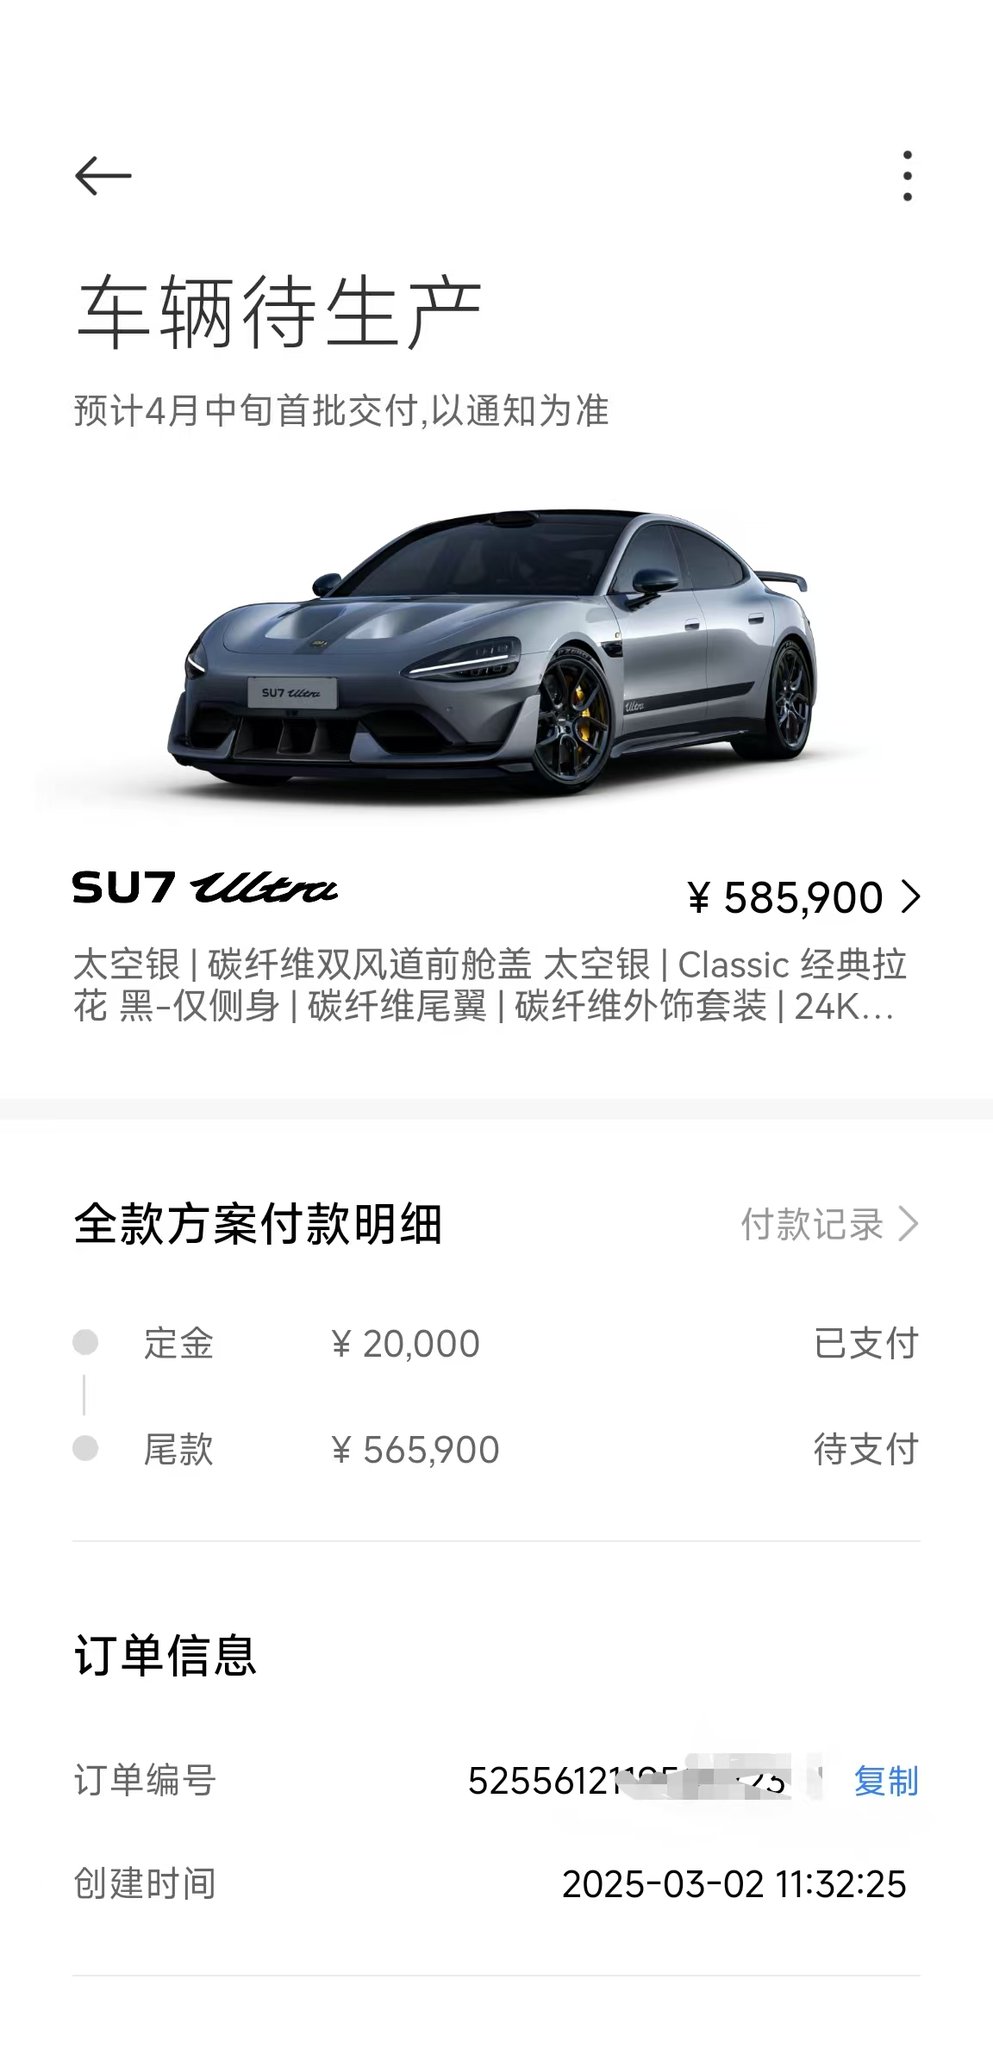 车辆待生产
预计4月中旬首批交付,以通知为准
SU7 Ultra
Ultra
SU7 Ultra
¥ 585,900
太空银 | 碳纤维双风道前舱盖 太空银 | Classic 经典拉
花 黑-仅侧身 | 碳纤维尾翼 | 碳纤维外饰套装 | 24K...
全款方案付款明细
付款记录
定金 ¥ 20,000 已支付
尾款 ¥ 565,900 待支付
订单信息
订单编号 52556121 复制
创建时间 2025-03-02 11:32:25